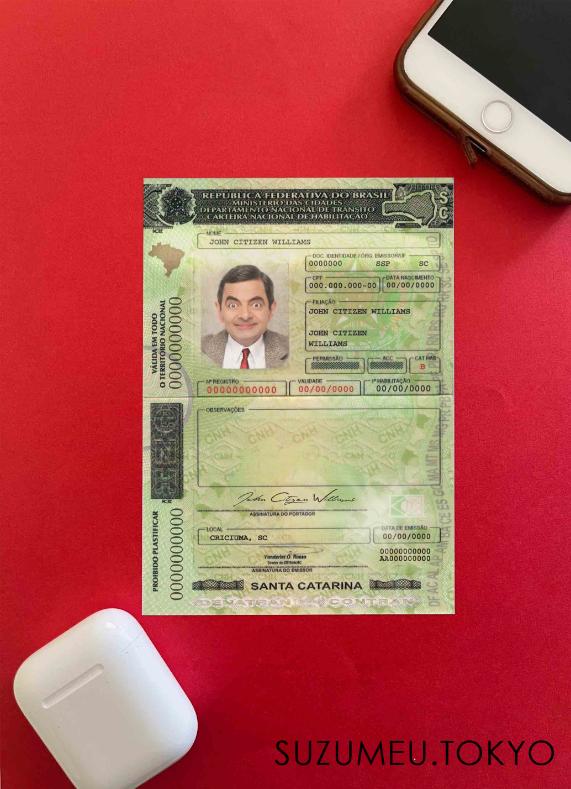 REPÚBLICA FEDERATIVA DO BRASIL
MINISTÉRIO DAS CIDADES
DEPARTAMENTO NACIONAL DE TRÂNSITO
CARTEIRA NACIONAL DE HABILITAÇÃO
SC
NOME
JOHN CITIZEN WILLIAMS
DOC. IDENTIDADE / ÓRG. EMISSOR/UF
0000000 SSP SC
CPF DATA NASCIMENTO
000.000.000-00 00/00/0000
FILIAÇÃO
JOHN CITIZEN WILLIAMS
JOHN CITIZEN
WILLIAMS
PERMISSÃO ACC CAT HAB
B
Nº REGISTRO VALIDADE 1ª HABILITAÇÃO
00000000000 00/00/0000 00/00/0000
VÁLIDA EM TODO
O TERRITÓRIO NACIONAL
0000000000
OBSERVAÇÕES
John Citizen Williams
ASSINATURA DO PORTADOR
LOCAL DATA DE EMISSÃO
CRICIUMA, SC 00/00/0000
00000000000
AA000000000
ASSINATURA DO EMISSOR
PROIBIDO PLASTIFICAR
0000000000
SANTA CATARINA
DENATRAN CONTRAN
SUZUMEU.TOKYO